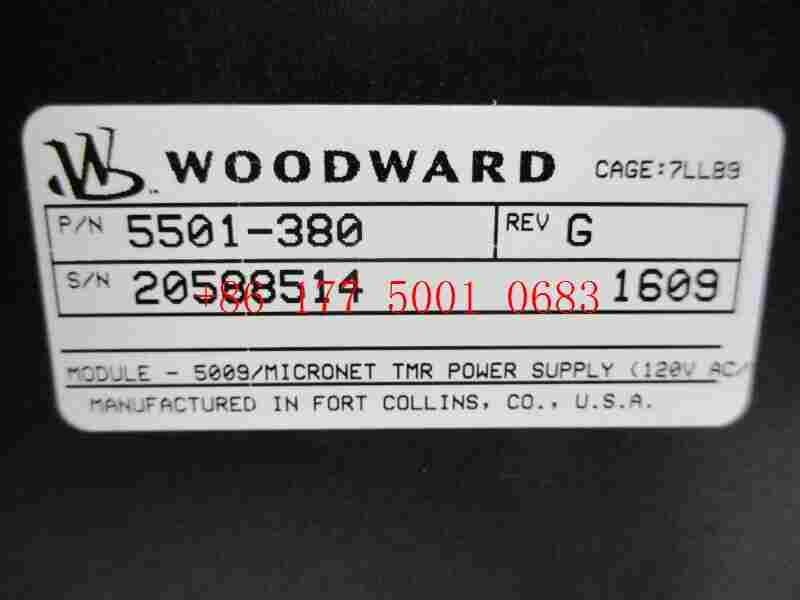 WOODWARD CAGE:7LL89
P/N 5501-380 REV G
S/N 20588514 1609
+86 177 5001 0683
MODULE - 5009/MICRONET TMR POWER SUPPLY (120V AC/
MANUFACTURED IN FORT COLLINS, CO., U.S.A.